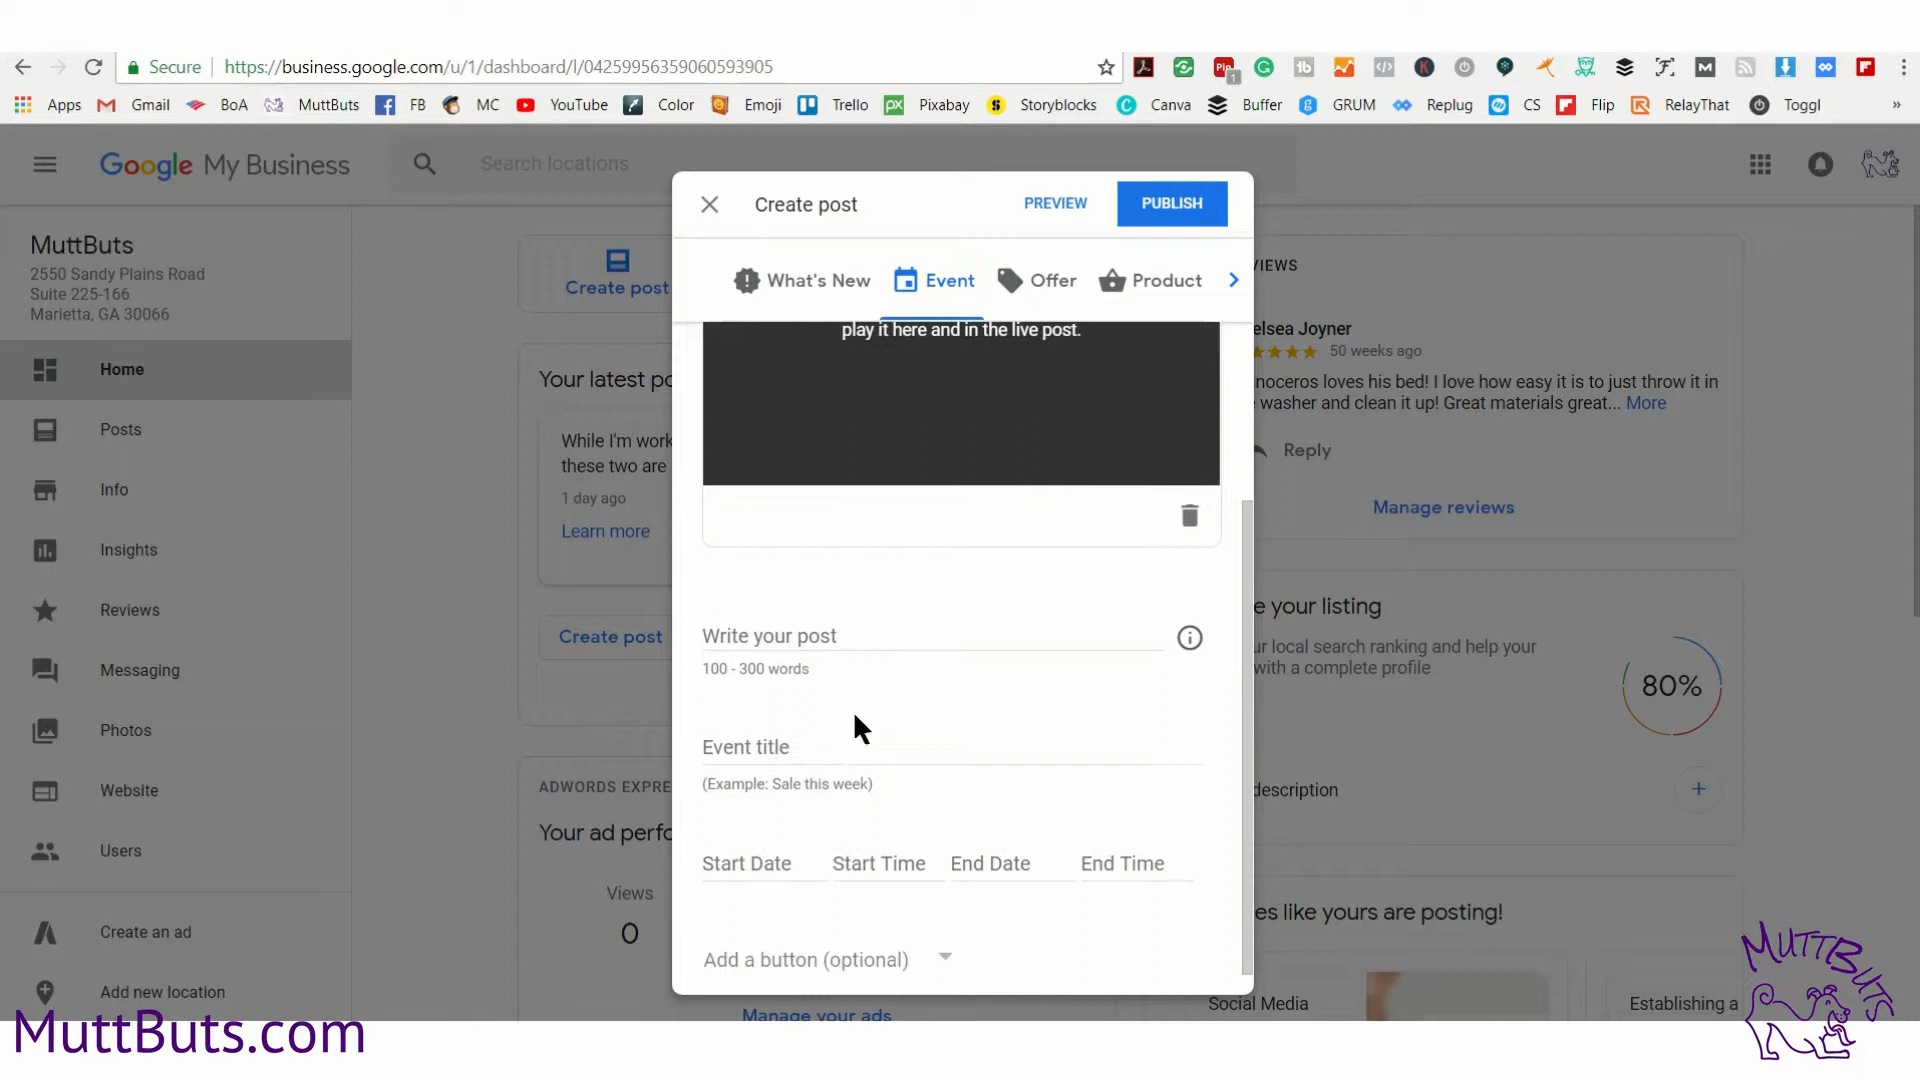 Secure https://business.google.com/u/1/dashboard/l/04259956359060593905
Pin
1
Apps Gmail BoA MuttButs FB MC YouTube Color Emoji Trello Pixabay Storyblocks Canva Buffer GRUM Replug CS Flip RelayThat Toggl »
Google My Business
Search locations
MuttButs
2550 Sandy Plains Road
Suite 225-166
Marietta, GA 30066
Home
Posts
Info
Insights
Reviews
Messaging
Photos
Website
Users
Create an ad
Add new location
Create post
Your latest po
While I'm work
these two are
1 day ago
Learn more
Create post
ADWORDS EXPRE
Your ad perfo
Views
0
Manage your ads
Create post
PREVIEW
PUBLISH
What's New
Event
Offer
Product
play it here and in the live post.
Write your post
100 - 300 words
Event title
(Example: Sale this week)
Start Date Start Time End Date End Time
Add a button (optional)
VIEWS
elsea Joyner
50 weeks ago
noceros loves his bed! I love how easy it is to just throw it in
washer and clean it up! Great materials great... More
Reply
Manage reviews
e your listing
ur local search ranking and help your
with a complete profile
80%
description
es like yours are posting!
Social Media
Establishing a
MuttButs.com
MUTTBUTS